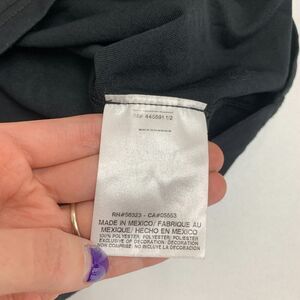 RN#56323 - CA#05553
MADE IN MEXICO/ FABRIQUE AU
MEXIQUE/ HECHO EN MEXICO
100% POLYESTER. POLYESTER. POLIESTER
EXCLUSIVE OF DECORATION. DECORATION
NON COMPRISE. NO INCLUYE LA DECORACION